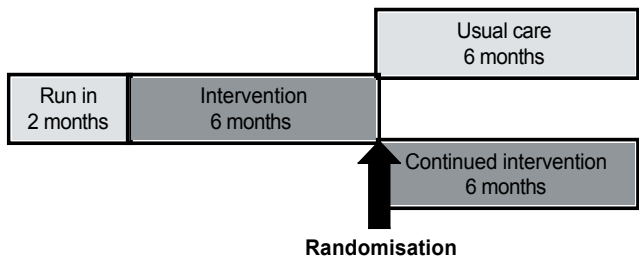 Usual care
6 months
Run in
2 months
Intervention
6 months
Continued intervention
6 months
Randomisation